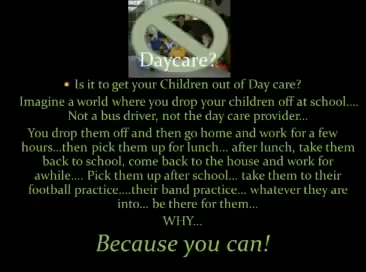 Daycare?
• Is it to get your Children out of Day care?
Imagine a world where you drop your children off at school....
Not a bus driver, not the day care provider...
You drop them off and then go home and work for a few
hours...then pick them up for lunch... after lunch, take them
back to school, come back to the house and work for
awhile.... Pick them up after school... take them to their
football practice....their band practice... whatever they are
into... be there for them...
WHY...
Because you can!